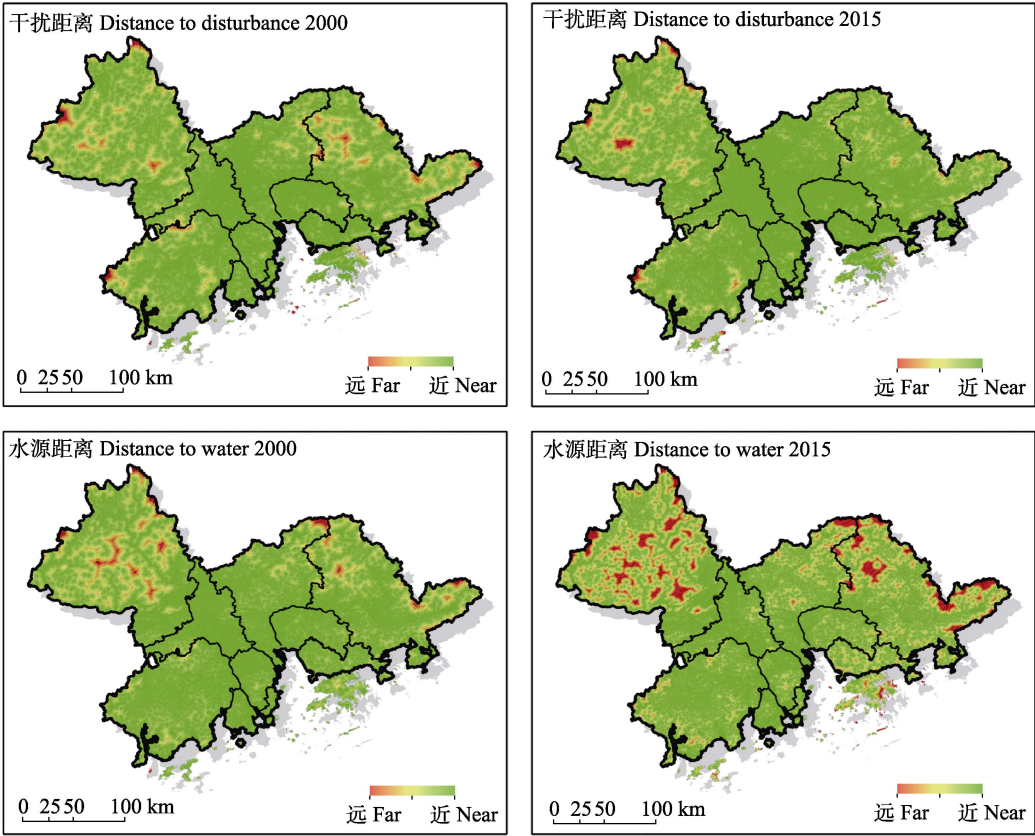 干扰距离 Distance to disturbance 2000
远 Far 近 Near
0 25 50 100 km
干扰距离 Distance to disturbance 2015
远 Far 近 Near
0 25 50 100 km
水源距离 Distance to water 2000
远 Far 近 Near
0 25 50 100 km
水源距离 Distance to water 2015
远 Far 近 Near
0 25 50 100 km